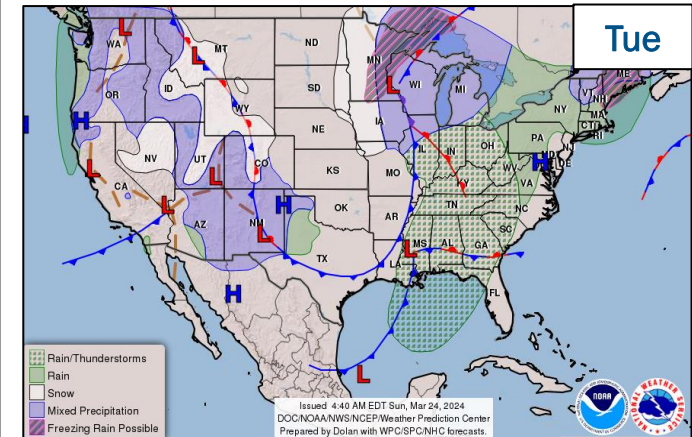 Tue
WA
MT
ND
MN
ME
OR
ID
SD
WI
MI
VT
NH
NY
MA
CT
RI
WY
IA
NE
PA
NJ
NV
UT
CO
IL
IN
OH
MD
DE
WV
VA
CA
KS
MO
KY
AZ
NM
OK
AR
TN
NC
SC
TX
LA
MS
AL
GA
FL
L
L
L
L
L
L
L
L
L
H
H
H
H
H
Rain/Thunderstorms
Rain
Snow
Mixed Precipitation
Freezing Rain Possible
Issued 4:40 AM EDT Sun, Mar 24, 2024
DOC/NOAA/NWS/NCEP/Weather Prediction Center
Prepared by Dolan with WPC/SPC/NHC forecasts.
NOAA
NATIONAL WEATHER SERVICE